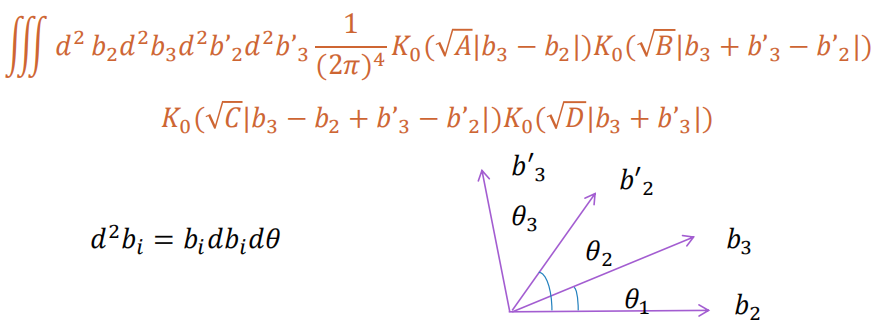 ∭ d² b₂d²b₃d²b’₂d²b’₃ 1/(2π)⁴ K₀(√A|b₃ − b₂|)K₀(√B|b₃ + b’₃ − b’₂|)
K₀(√C|b₃ − b₂ + b’₃ − b’₂|)K₀(√D|b₃ + b’₃|)
b’₃
b’₂
θ₃
d²bᵢ = bᵢdbᵢdθ
θ₂
b₃
θ₁
b₂